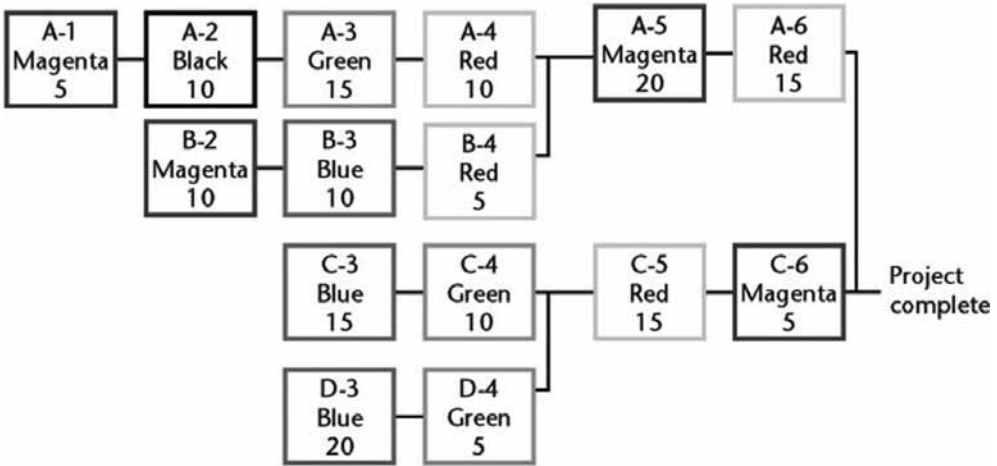 A-1
Magenta
5
A-2
Black
10
A-3
Green
15
A-4
Red
10
A-5
Magenta
20
A-6
Red
15
B-2
Magenta
10
B-3
Blue
10
B-4
Red
5
C-3
Blue
15
C-4
Green
10
C-5
Red
15
C-6
Magenta
5
Project
complete
D-3
Blue
20
D-4
Green
5